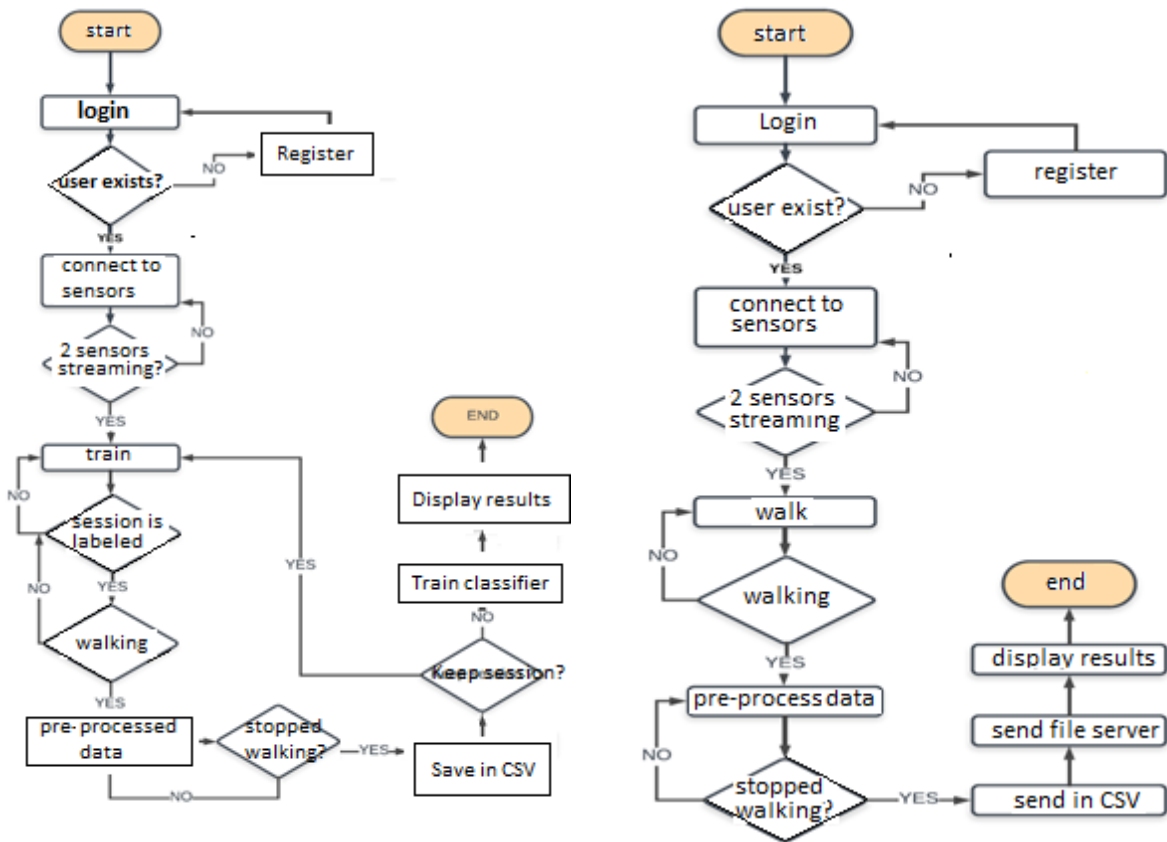 start
login
Register
NO
user exists?
YES
connect to
sensors
NO
2 sensors
streaming?
YES
train
NO
session is
labeled
YES
NO
walking
YES
pre-processed
data
stopped
walking?
NO
YES
Save in CSV
Keep session?
YES
NO
Train classifier
Display results
END
start
Login
register
NO
user exist?
YES
connect to
sensors
NO
2 sensors
streaming
YES
walk
NO
walking
YES
pre-process data
NO
stopped
walking?
YES
send in CSV
send file server
display results
end